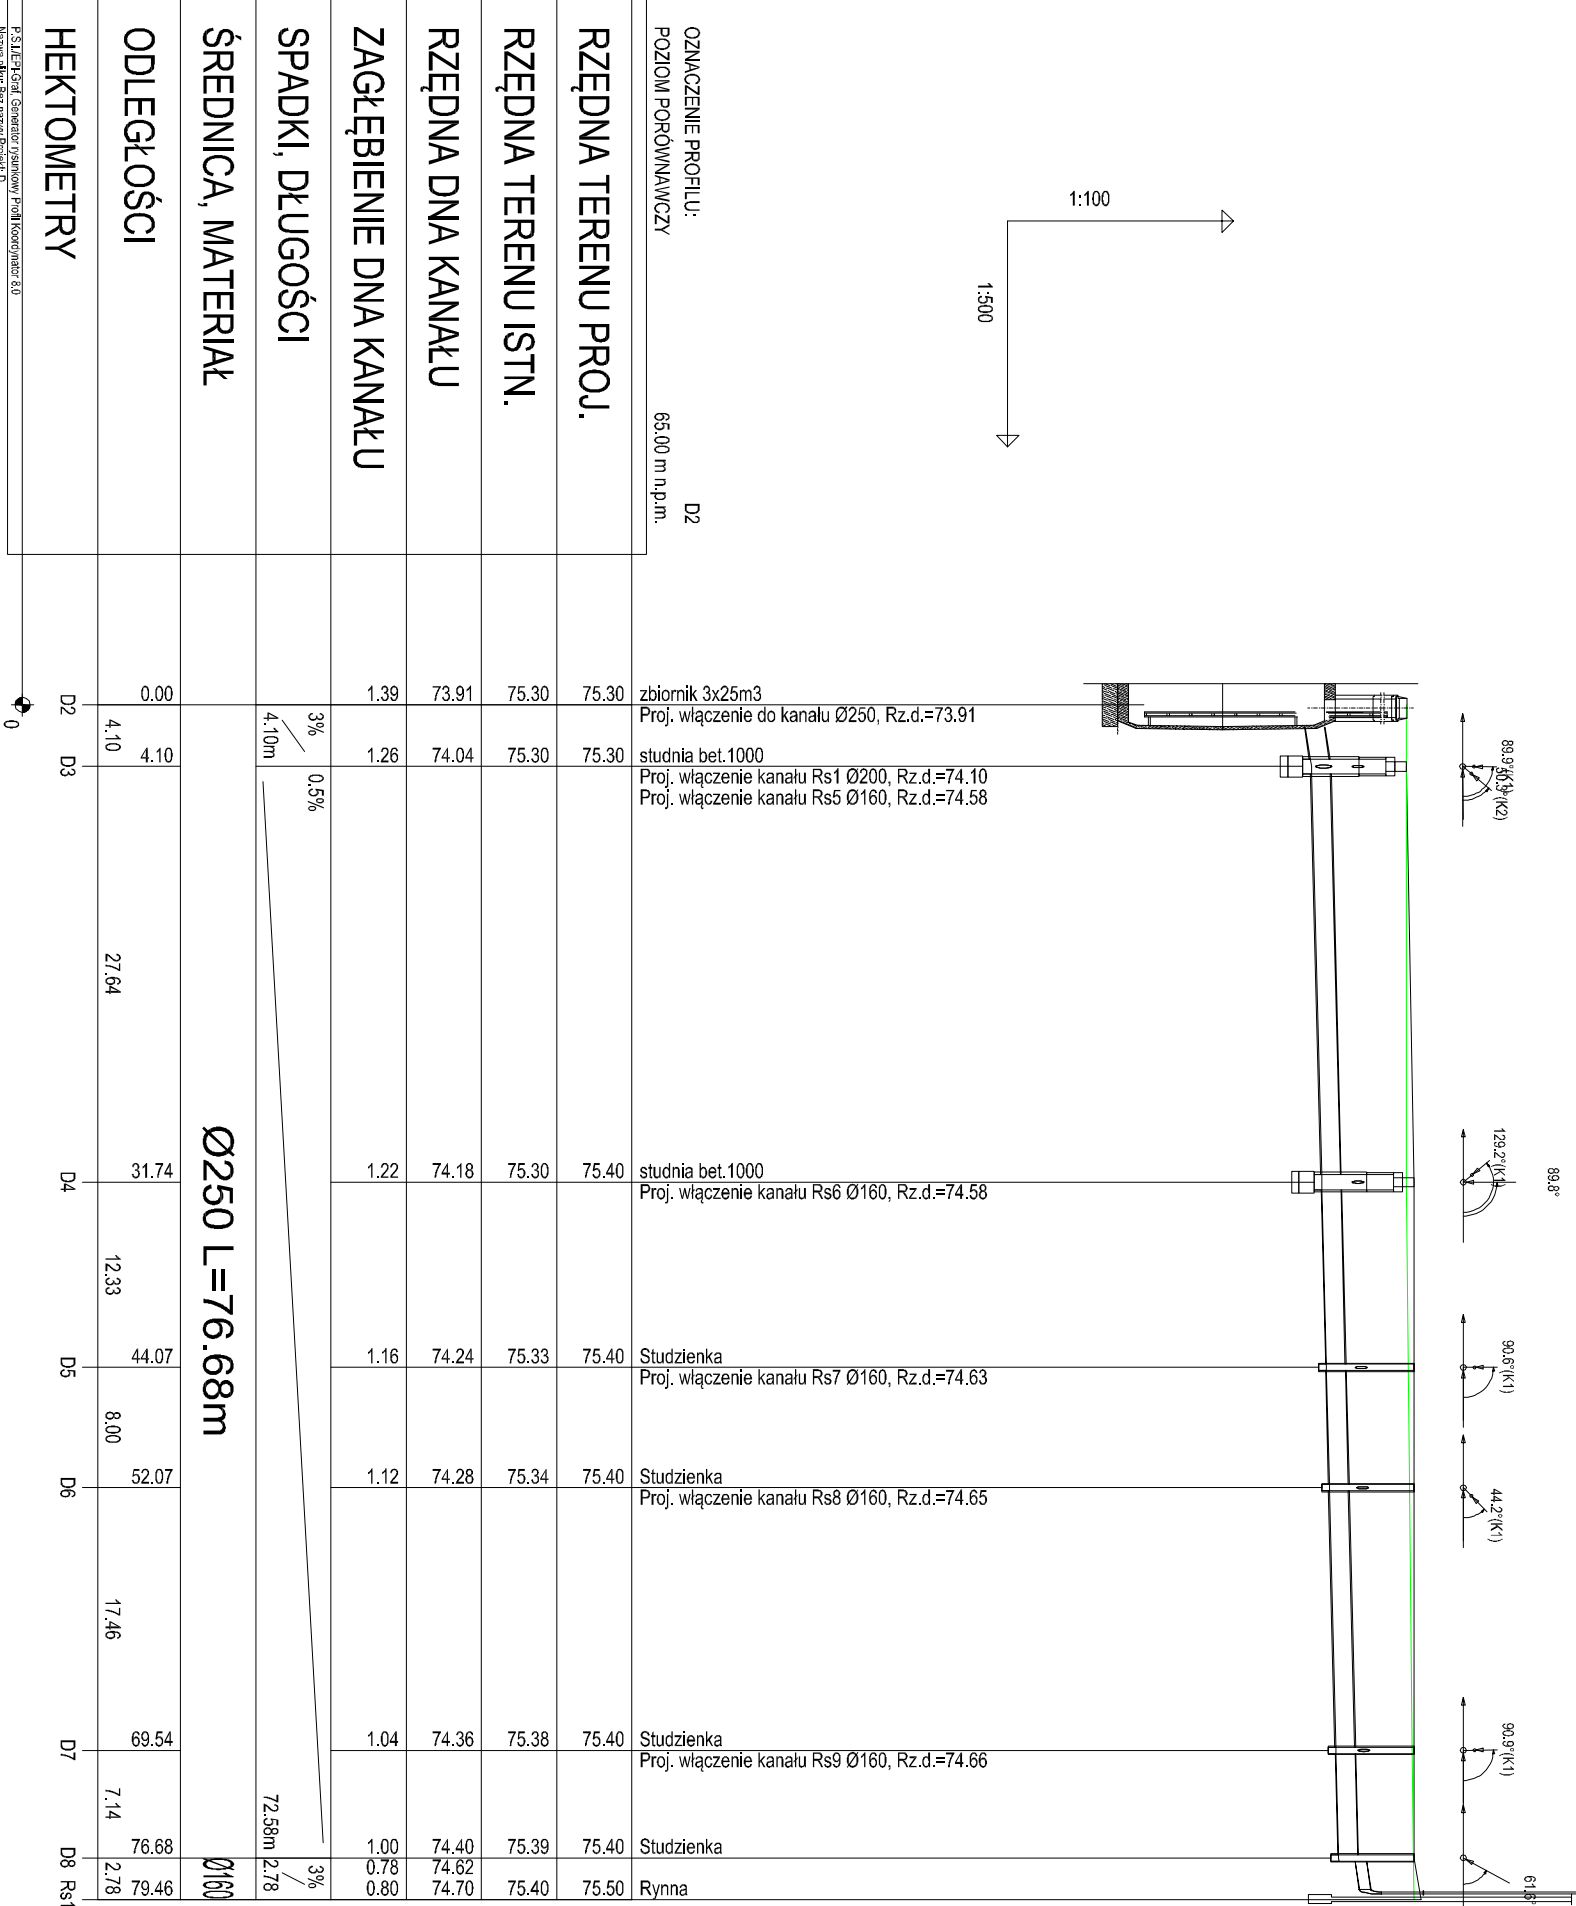 OZNACZENIE PROFILU: D2
POZIOM PORÓWNAWCZY 65.00 m n.p.m.
1:100
1:500
RZĘDNA TERENU PROJ.
75.30 75.30 75.40 75.40 75.40 75.40 75.40 75.50
RZĘDNA TERENU ISTN.
75.30 75.30 75.30 75.33 75.34 75.38 75.39 75.40
RZĘDNA DNA KANAŁU
73.91 74.04 74.18 74.24 74.28 74.36 74.40 74.62 74.70
ZAGŁĘBIENIE DNA KANAŁU
1.39 1.26 1.22 1.16 1.12 1.04 1.00 0.78 0.80
SPADKI, DŁUGOŚCI
3% 0.5% 3%
4.10m 72.58m 2.78
ŚREDNICA, MATERIAŁ
Ø250 L=76.68m Ø160
ODLEGŁOŚCI
0.00 4.10 31.74 44.07 52.07 69.54 76.68 79.46
4.10 27.64 12.33 8.00 17.46 7.14 2.78
HEKTOMETRY
D2 D3 D4 D5 D6 D7 D8 Rs1
0
P.S.I./EPI-Graf, Generator rysunkowy Profil Koordynator 8.0
zbiornik 3x25m3
Proj. włączenie do kanału Ø250, Rz.d.=73.91
studnia bet.1000
Proj. włączenie kanału Rs1 Ø200, Rz.d.=74.10
Proj. włączenie kanału Rs5 Ø160, Rz.d.=74.58
studnia bet.1000
Proj. włączenie kanału Rs6 Ø160, Rz.d.=74.58
Studzienka
Proj. włączenie kanału Rs7 Ø160, Rz.d.=74.63
Studzienka
Proj. włączenie kanału Rs8 Ø160, Rz.d.=74.65
Studzienka
Proj. włączenie kanału Rs9 Ø160, Rz.d.=74.66
Studzienka
Rynna
129.2°(K1)
89.8°
90.6°(K1)
44.2°(K1)
90.9°(K1)
61.6°